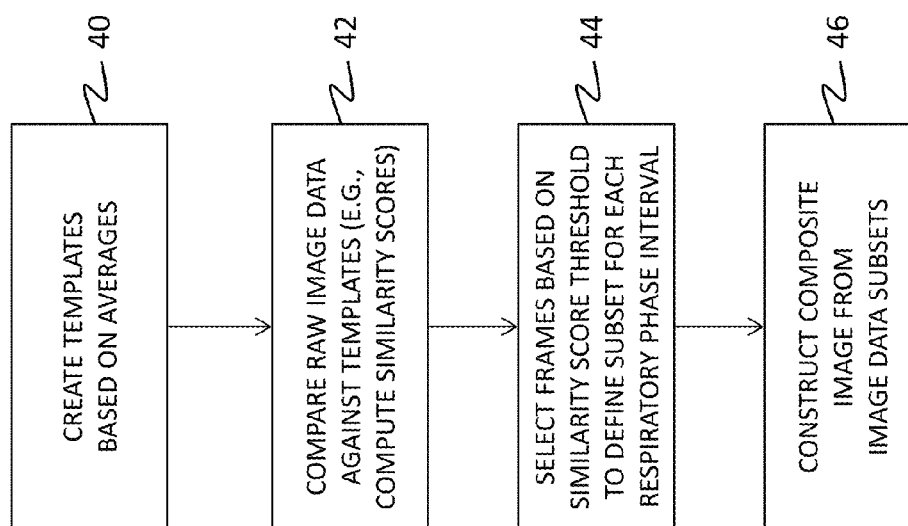 CREATE TEMPLATES
BASED ON AVERAGES
40
COMPARE RAW IMAGE DATA
AGAINST TEMPLATES (E.G.,
COMPUTE SIMILARITY SCORES)
42
SELECT FRAMES BASED ON
SIMILARITY SCORE THRESHOLD
TO DEFINE SUBSET FOR EACH
RESPIRATORY PHASE INTERVAL
44
CONSTRUCT COMPOSITE
IMAGE FROM
IMAGE DATA SUBSETS
46